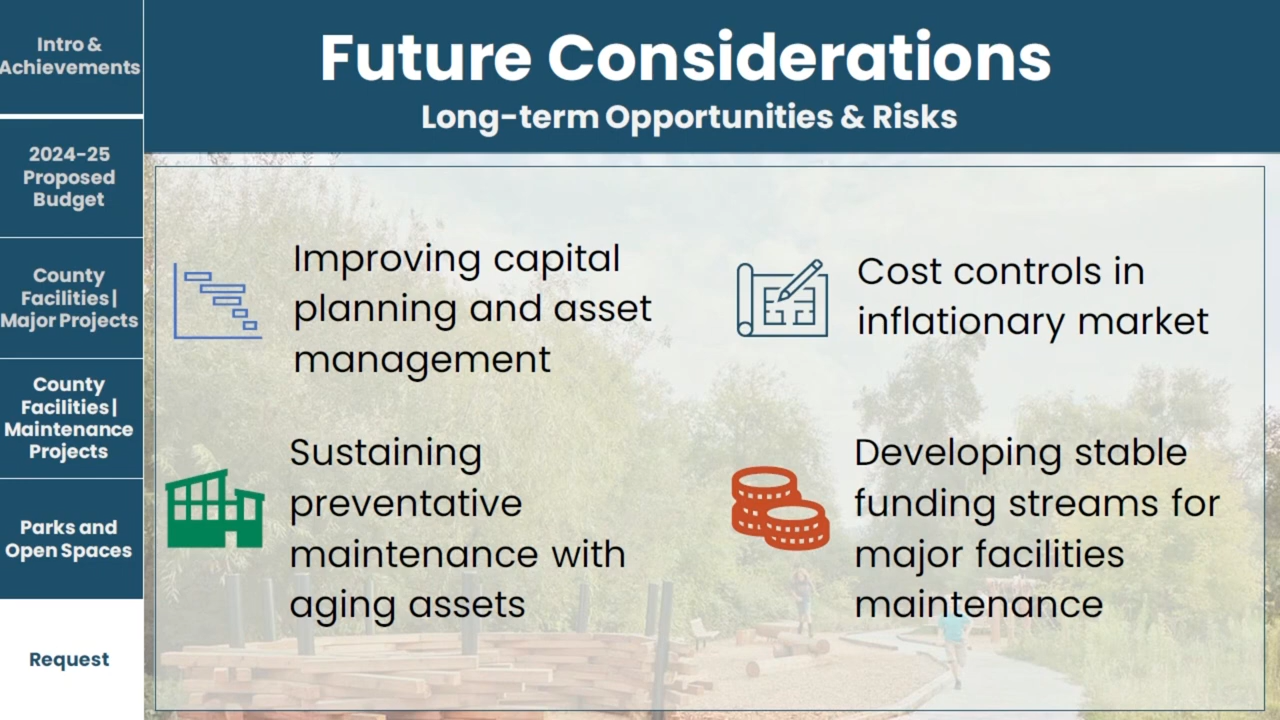 Intro &
Achievements
2024-25
Proposed
Budget
County
Facilities|
Major Projects
County
Facilities|
Maintenance
Projects
Parks and
Open Spaces
Request
Future Considerations
Long-term Opportunities & Risks
Improving capital
planning and asset
management
Cost controls in
inflationary market
Sustaining
preventative
maintenance with
aging assets
Developing stable
funding streams for
major facilities
maintenance